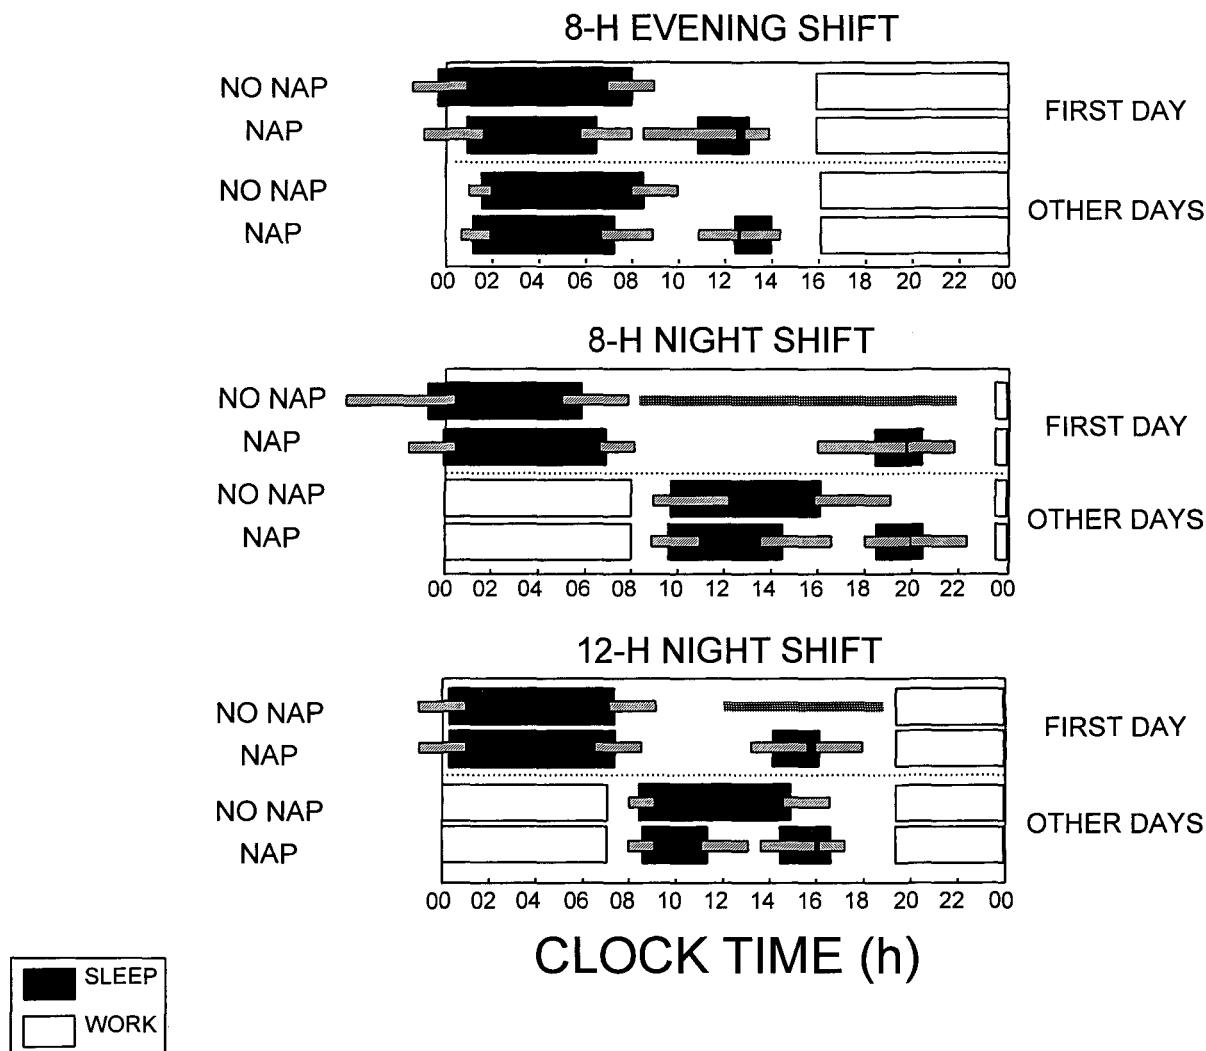 8-H EVENING SHIFT
NO NAP
NAP
FIRST DAY
NO NAP
NAP
OTHER DAYS
00 02 04 06 08 10 12 14 16 18 20 22 00
8-H NIGHT SHIFT
NO NAP
NAP
FIRST DAY
NO NAP
NAP
OTHER DAYS
00 02 04 06 08 10 12 14 16 18 20 22 00
12-H NIGHT SHIFT
NO NAP
NAP
FIRST DAY
NO NAP
NAP
OTHER DAYS
00 02 04 06 08 10 12 14 16 18 20 22 00
CLOCK TIME (h)
SLEEP
WORK